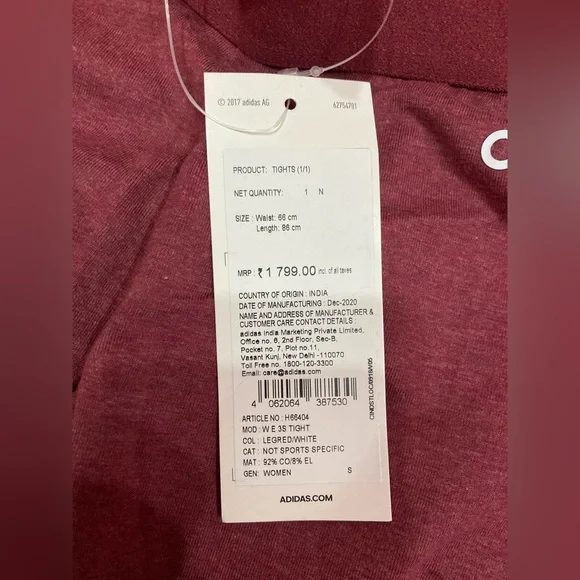 © 2017 adidas AG 62754701
PRODUCT: TIGHTS (1/1)
NET QUANTITY: 1 N
SIZE : Waist: 66 cm
Length: 86 cm
MRP : ₹ 1 799.00 incl. of all taxes
COUNTRY OF ORIGIN : INDIA
DATE OF MANUFACTURING : Dec-2020
NAME AND ADDRESS OF MANUFACTURER &
CUSTOMER CARE CONTACT DETAILS :
adidas India Marketing Private Limited,
Office no. 6, 2nd Floor, Sec-B,
Pocket no. 7, Plot no.11,
Vasant Kunj, New Delhi -110070
Toll Free no. 1800-120-3300
Email: care@adidas.com
4 062064 387530
ARTICLE NO : H66404
MOD : W E 3S TIGHT
COL : LEGRED/WHITE
CAT : NOT SPORTS SPECIFIC
MAT : 92% CO/8% EL
GEN: WOMEN S
ADIDAS.COM